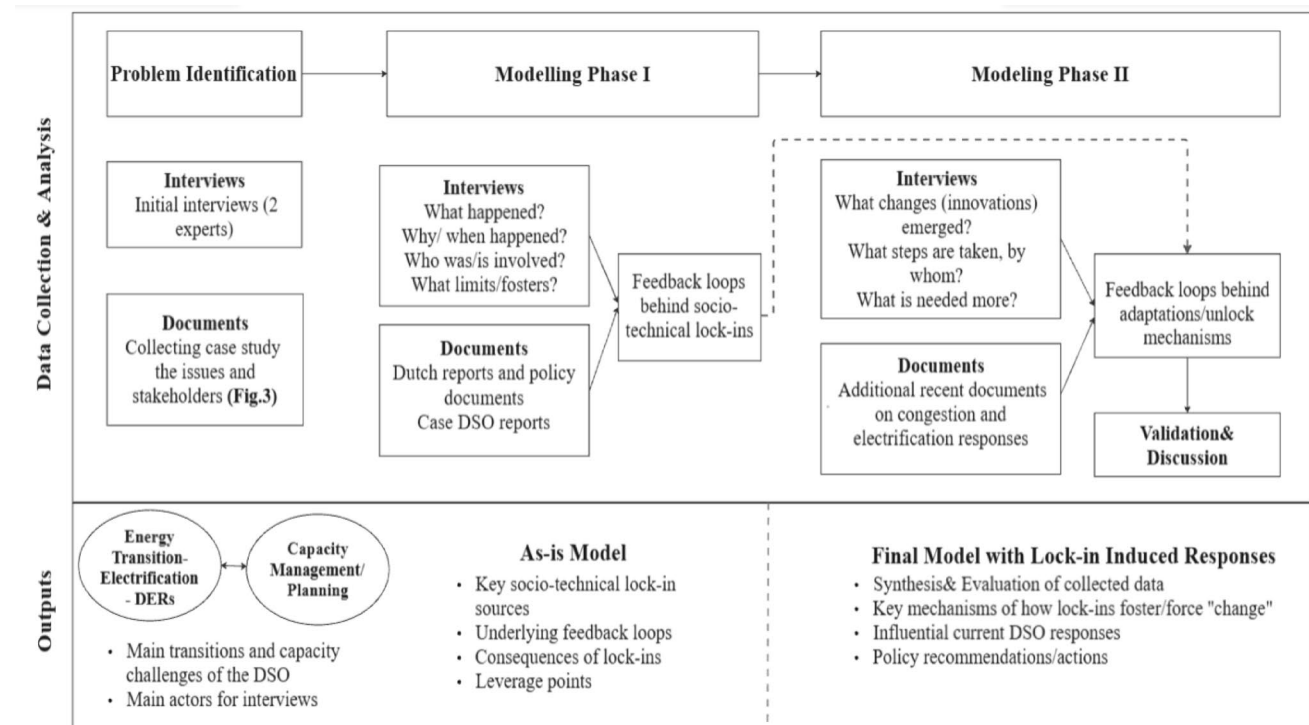 Data Collection & Analysis
Problem Identification
Modelling Phase I
Modeling Phase II
Interviews
Initial interviews (2
experts)
Documents
Collecting case study
the issues and
stakeholders (Fig.3)
Interviews
What happened?
Why/ when happened?
Who was/is involved?
What limits/fosters?
Documents
Dutch reports and policy
documents
Case DSO reports
Feedback loops
behind socio-
technical lock-ins
Interviews
What changes (innovations)
emerged?
What steps are taken, by
whom?
What is needed more?
Documents
Additional recent documents
on congestion and
electrification responses
Feedback loops behind
adaptations/unlock
mechanisms
Validation&
Discussion
Outputs
Energy
Transition-
Electrification
- DERs
Capacity
Management/
Planning
• Main transitions and capacity
challenges of the DSO
• Main actors for interviews
As-is Model
• Key socio-technical lock-in
sources
• Underlying feedback loops
• Consequences of lock-ins
• Leverage points
Final Model with Lock-in Induced Responses
• Synthesis& Evaluation of collected data
• Key mechanisms of how lock-ins foster/force "change"
• Influential current DSO responses
• Policy recommendations/actions